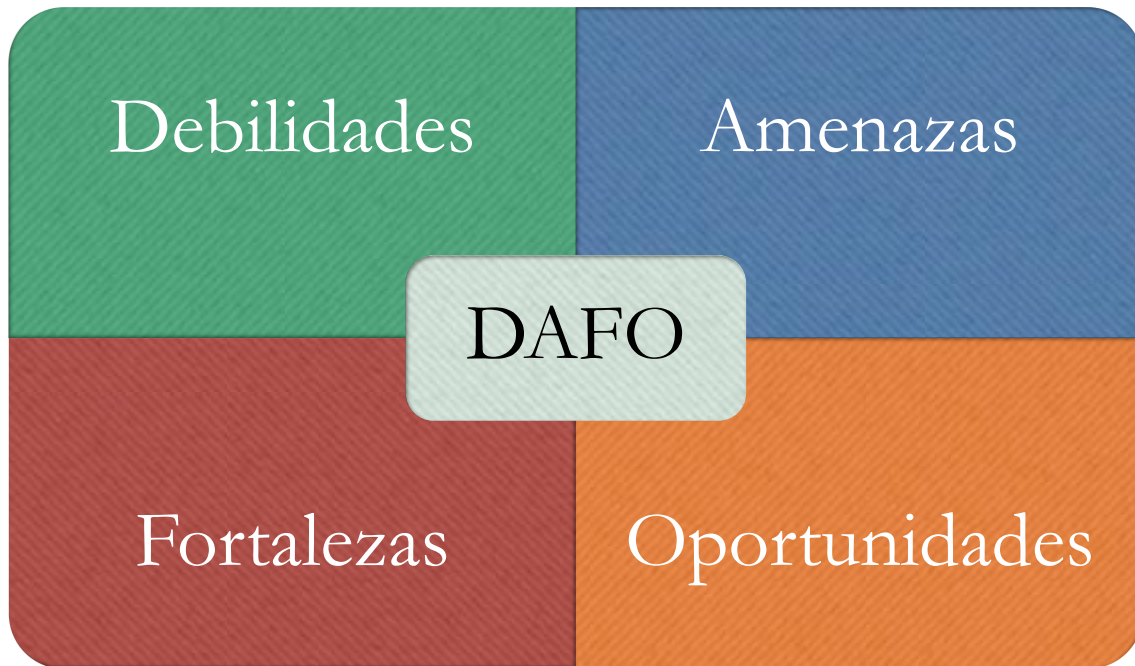 Debilidades
Amenazas
DAFO
Fortalezas
Oportunidades